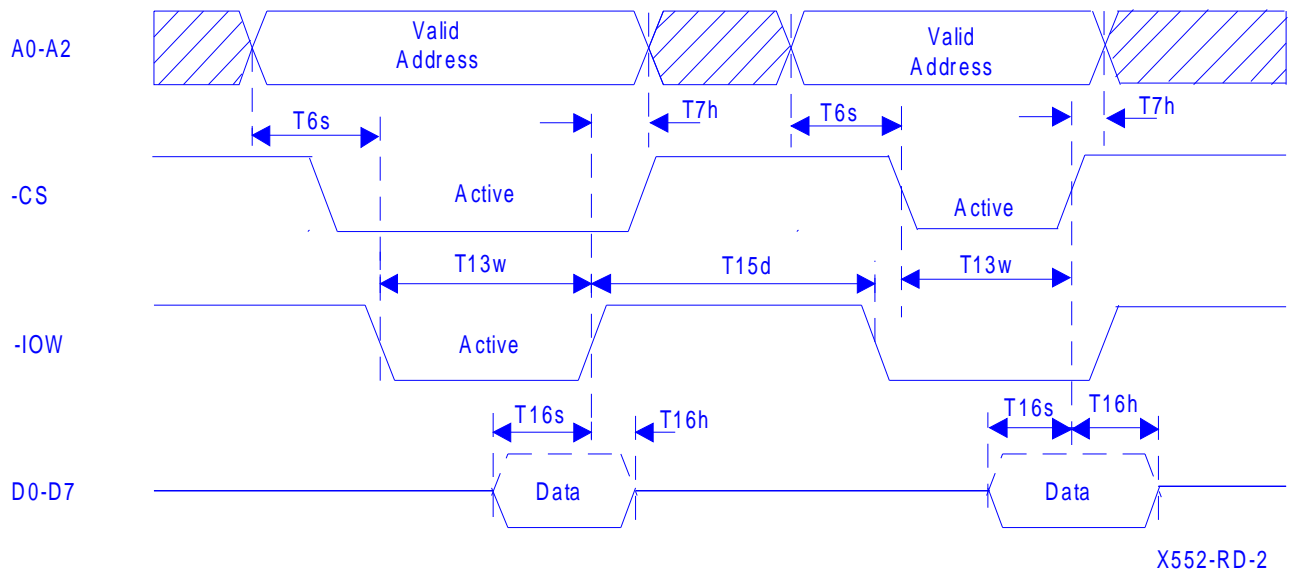 A0-A2
Valid
Address
Valid
Address
T6s
T7h
T6s
T7h
-CS
Active
Active
T13w
T15d
T13w
-IOW
Active
T16s
T16h
T16s
T16h
D0-D7
Data
Data
X552-RD-2